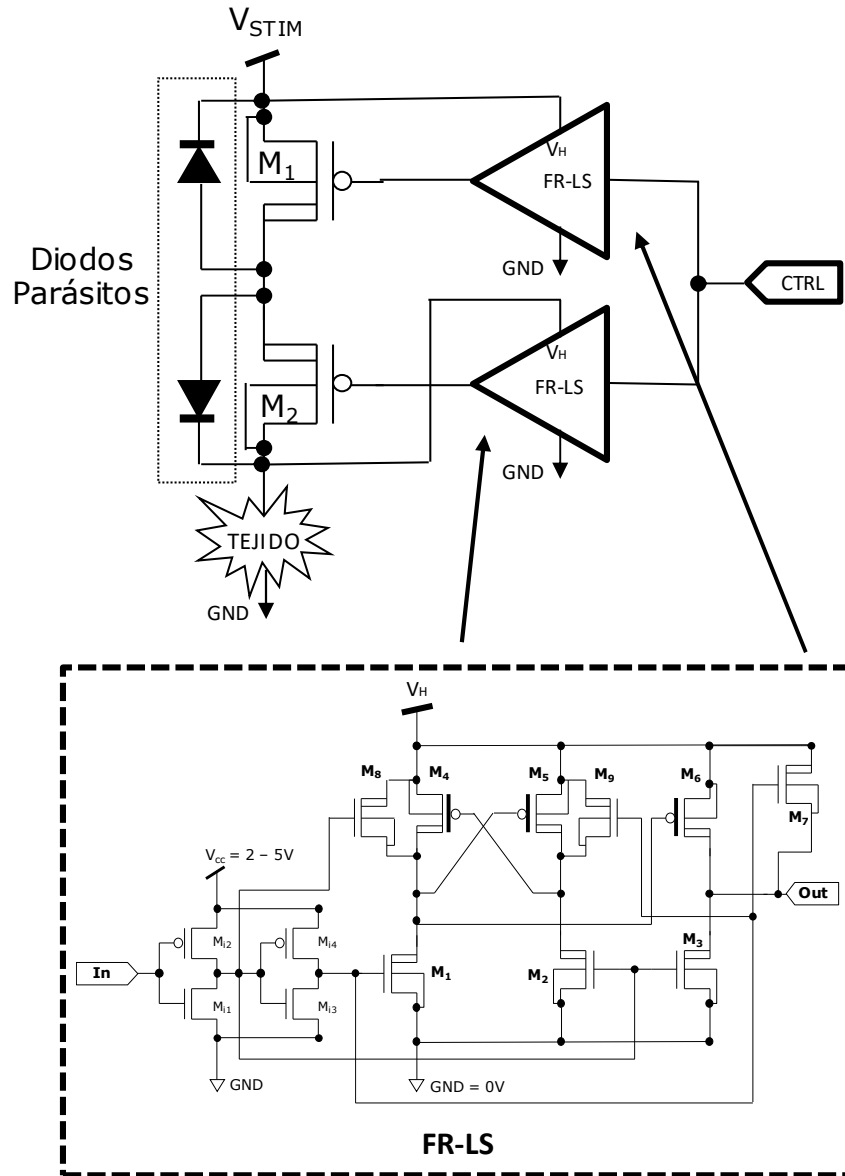 VSTIM
M1
VH
FR-LS
GND
Diodos
Parásitos
CTRL
VH
M2
FR-LS
GND
TEJIDO
GND
VH
M8
M4
M5
M9
M6
M7
Vcc = 2 – 5V
Out
Mi2
Mi4
In
M1
M2
M3
Mi1
Mi3
GND
GND = 0V
FR-LS